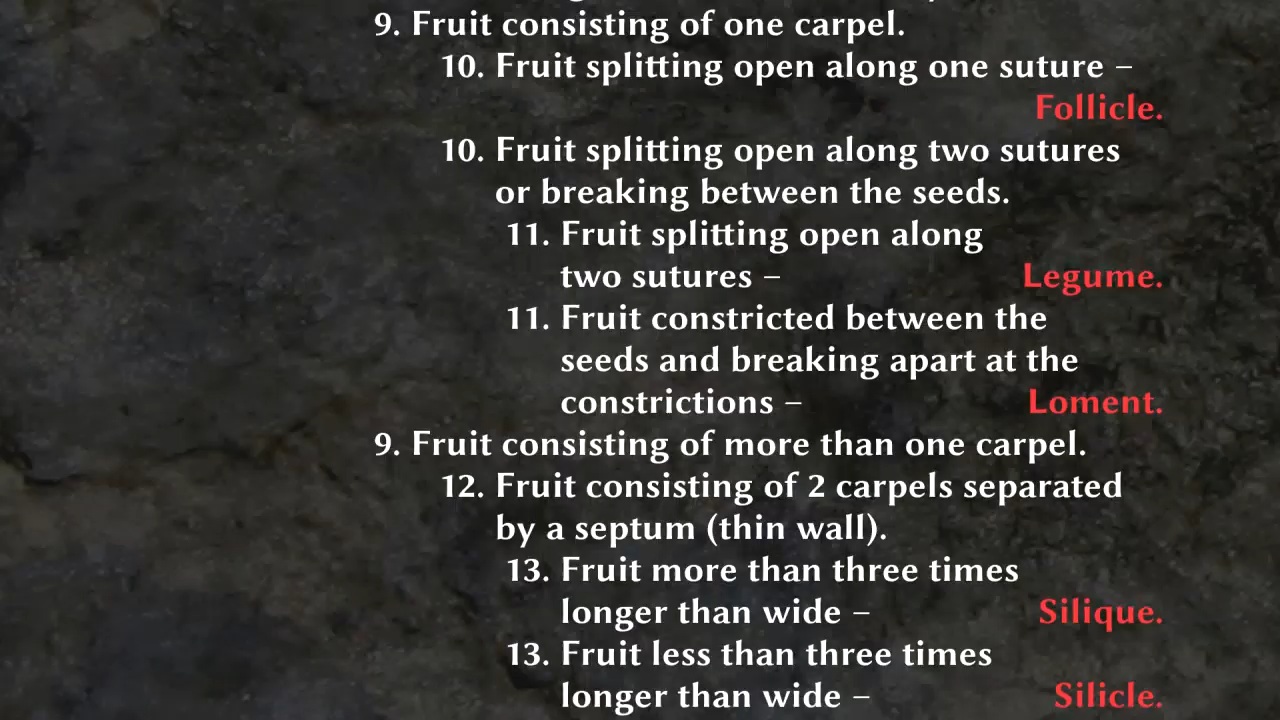 9. Fruit consisting of one carpel.
10. Fruit splitting open along one suture –
Follicle.
10. Fruit splitting open along two sutures
or breaking between the seeds.
11. Fruit splitting open along
two sutures – Legume.
11. Fruit constricted between the
seeds and breaking apart at the
constrictions – Loment.
9. Fruit consisting of more than one carpel.
12. Fruit consisting of 2 carpels separated
by a septum (thin wall).
13. Fruit more than three times
longer than wide – Silique.
13. Fruit less than three times
longer than wide – Silicle.